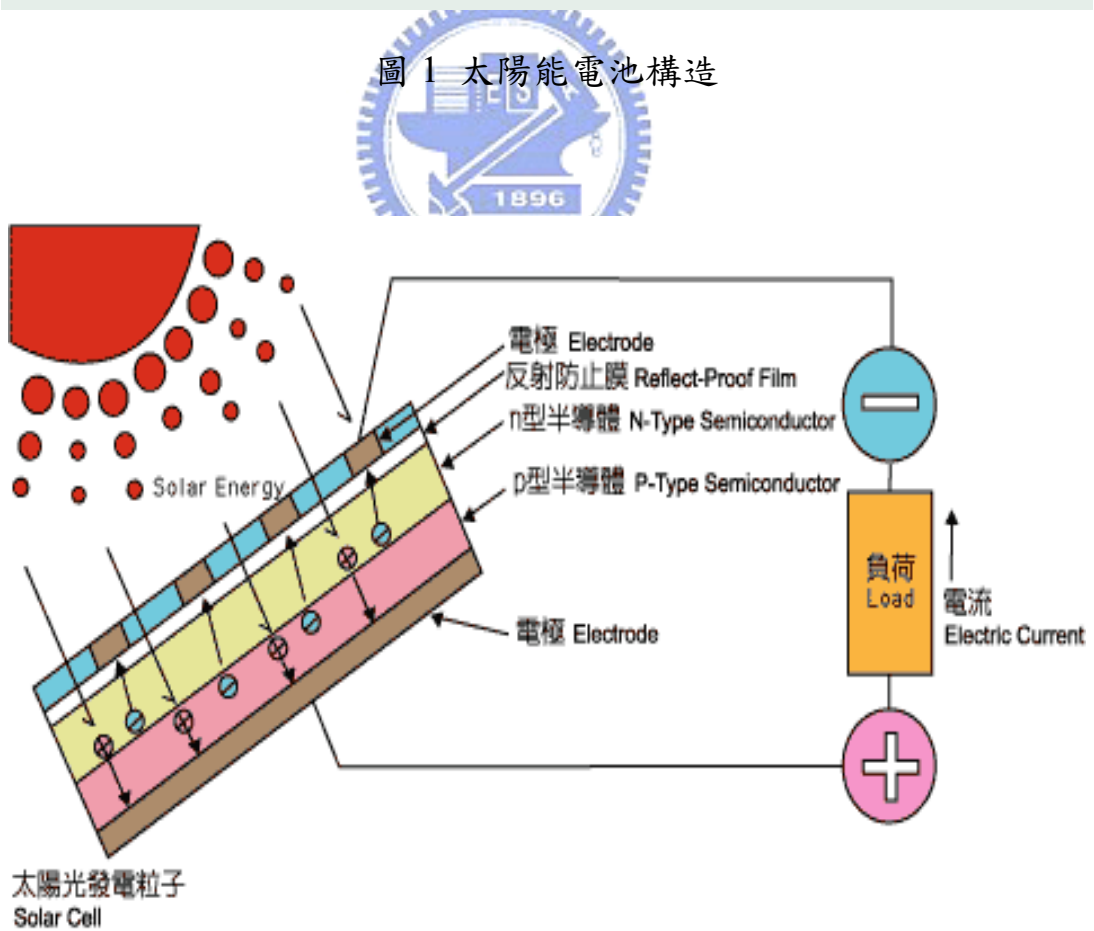 圖 1 太陽能電池構造
E S
1896
電極 Electrode
反射防止膜 Reflect-Proof Film
n型半導體 N-Type Semiconductor
p型半導體 P-Type Semiconductor
Solar Energy
負荷
Load
電流
Electric Current
電極 Electrode
太陽光發電粒子
Solar Cell